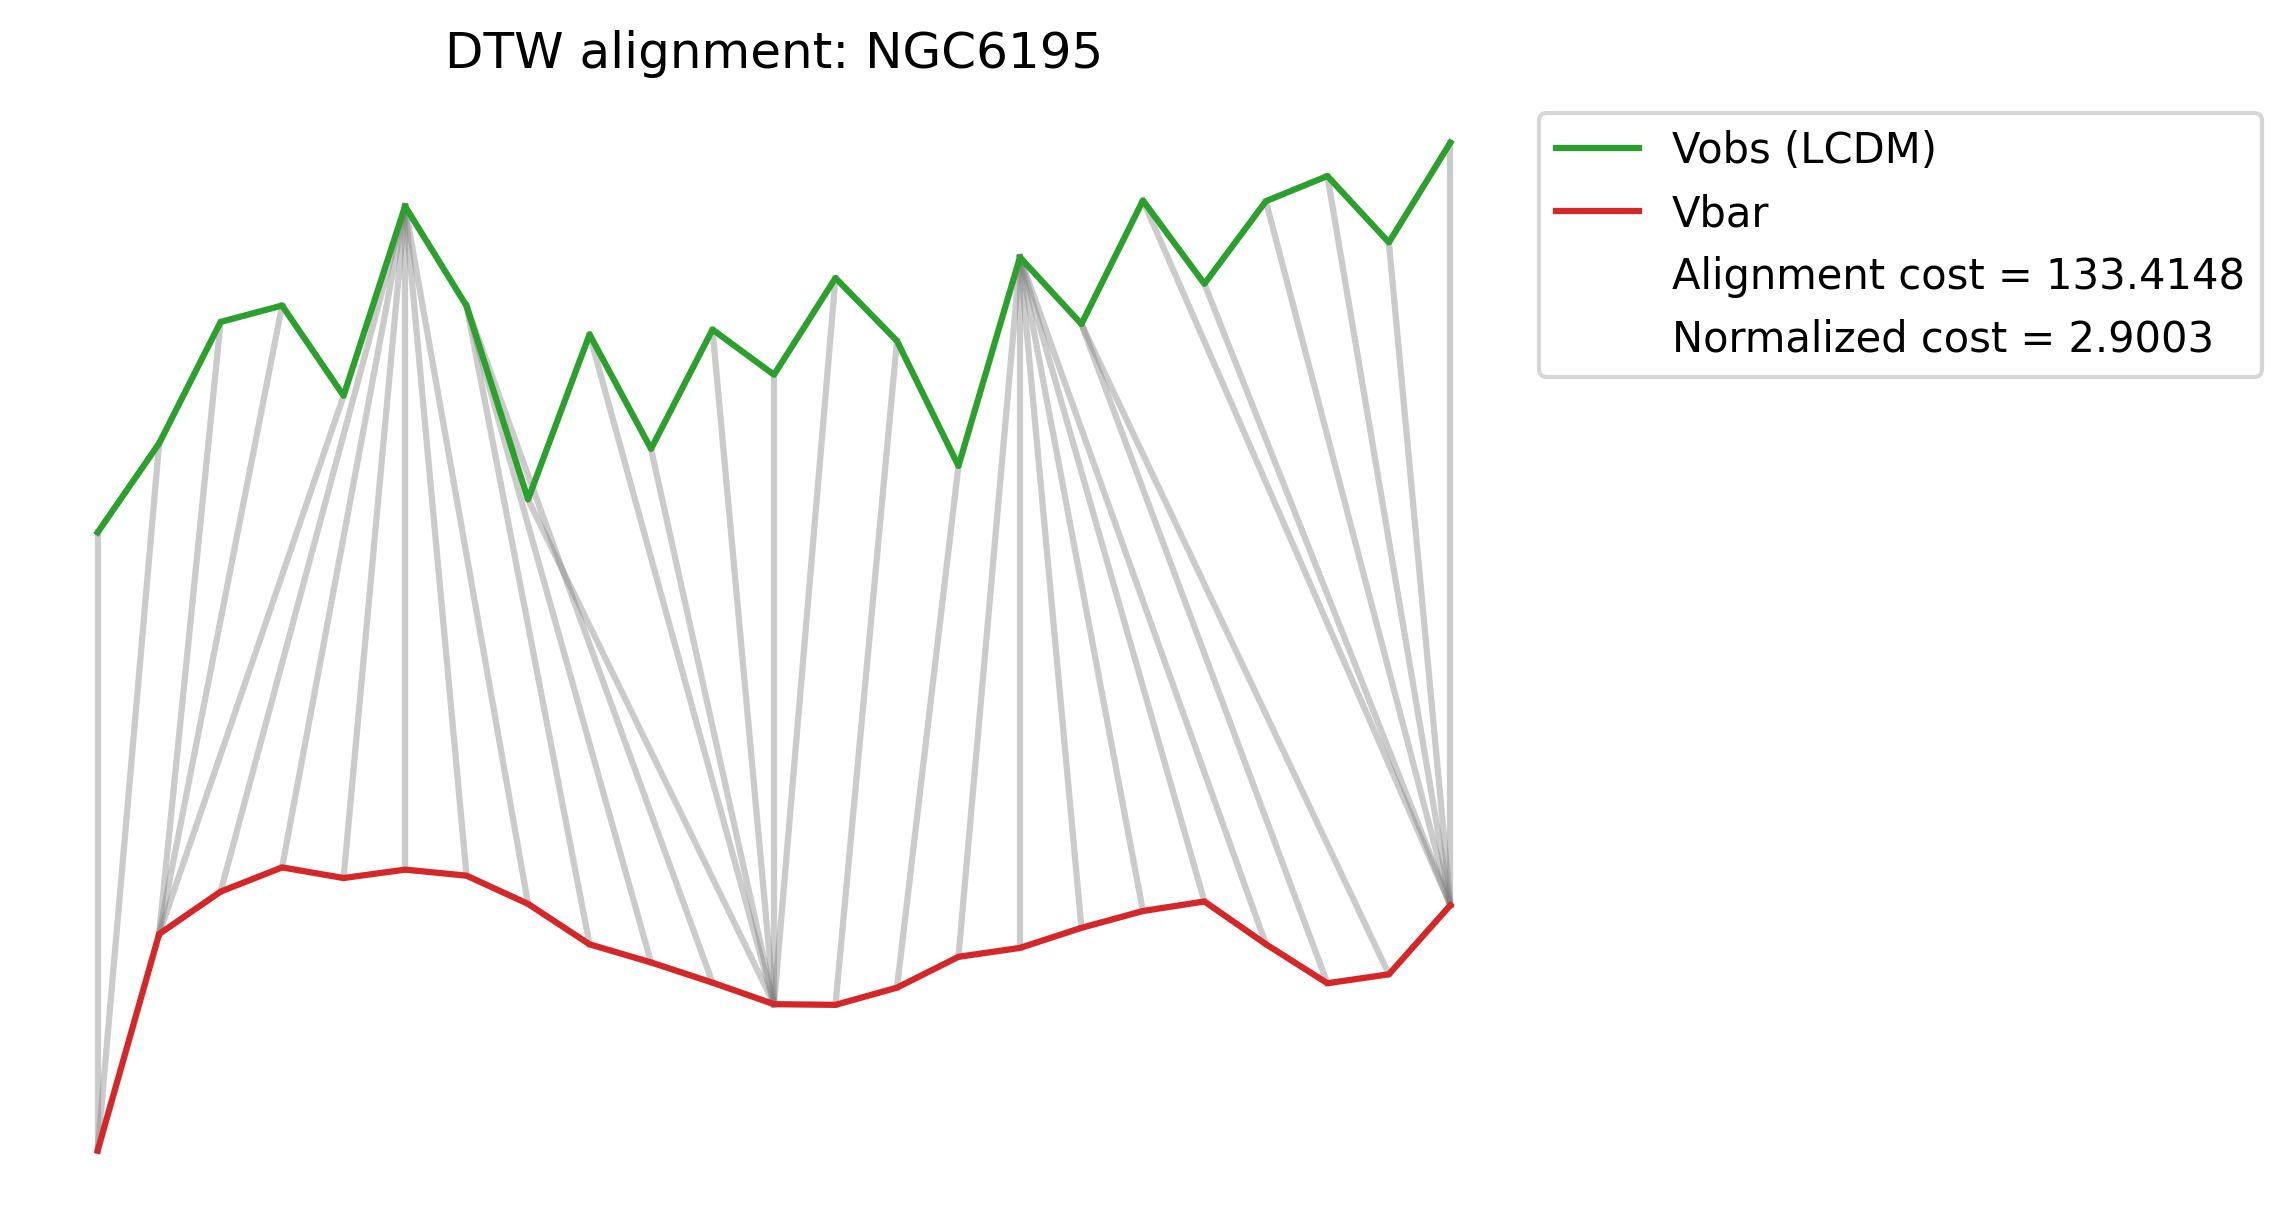 DTW alignment: NGC6195
Vobs (LCDM)
Vbar
Alignment cost = 133.4148
Normalized cost = 2.9003